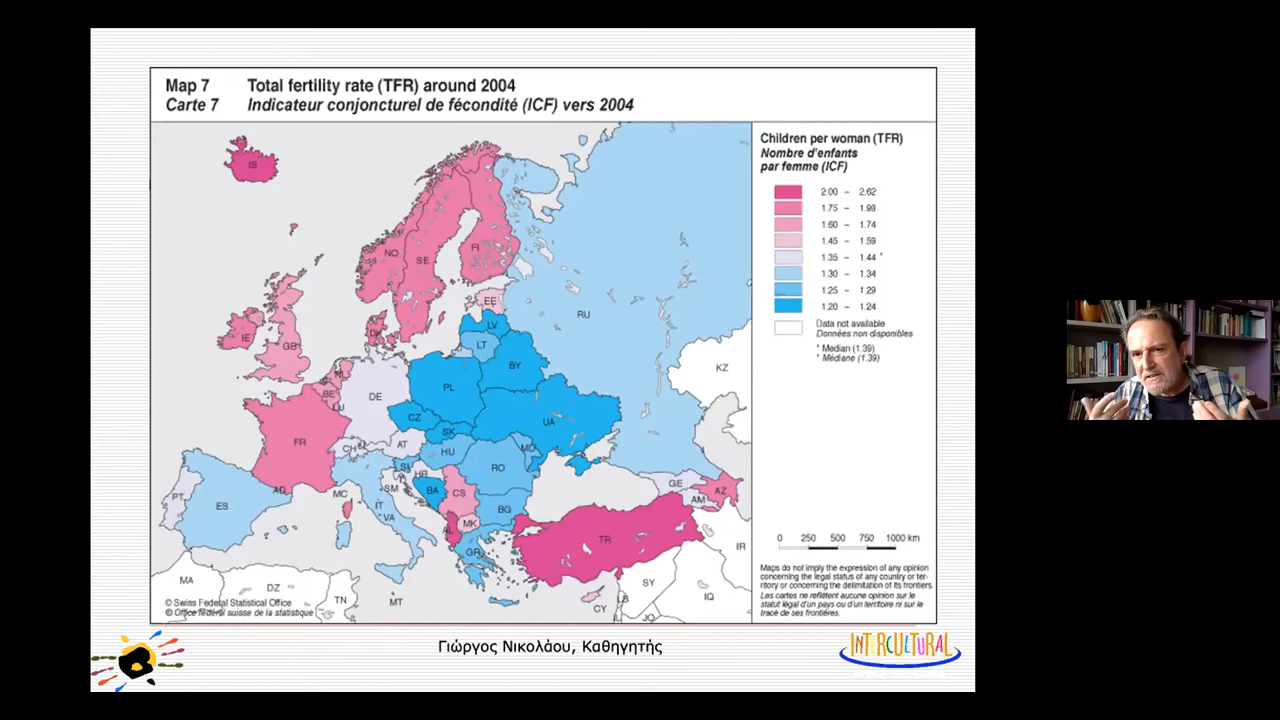 Map 7 Total fertility rate (TFR) around 2004
Carte 7 Indicateur conjoncturel de fécondité (ICF) vers 2004
Children per woman (TFR)
Nombre d'enfants
par femme (ICF)
2.00 – 2.62
1.75 – 1.99
1.60 – 1.74
1.45 – 1.59
1.35 – 1.44 *
1.30 – 1.34
1.25 – 1.29
1.20 – 1.24
Data not available
Données non disponibles
* Median (1.39)
* Médiane (1.39)
IS
NO
SE
FI
RU
EE
LV
LT
DK
IE
GB
NL
BE
LU
DE
PL
BY
UA
KZ
CZ
SK
FR
CH
AT
HU
MD
RO
SI
HR
BA
CS
SM
MC
AD
PT
ES
IT
VA
BG
MK
AL
GR
TR
GE
AM
AZ
IR
MA
DZ
TN
MT
CY
SY
IQ
0 250 500 750 1000 km
Maps do not imply the expression of any opinion
concerning the legal status of any country or ter-
ritory or concerning the delimitation of its frontiers.
Les cartes ne reflètent aucune opinion sur le
statut légal d'un pays ou d'un territoire ni sur le
tracé de ses frontières.
© Swiss Federal Statistical Office
© Office fédéral suisse de la statistique
Γιώργος Νικολάου, Καθηγητής
INTERCULTURAL